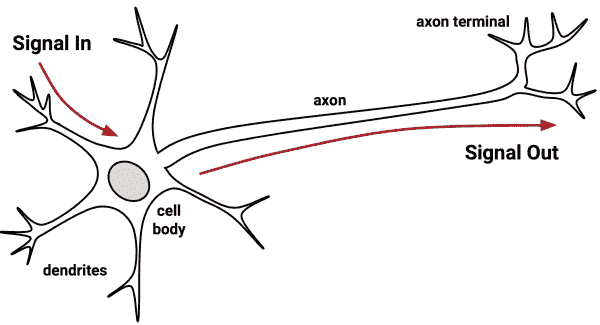 axon terminal
Signal In
axon
Signal Out
cell
body
dendrites